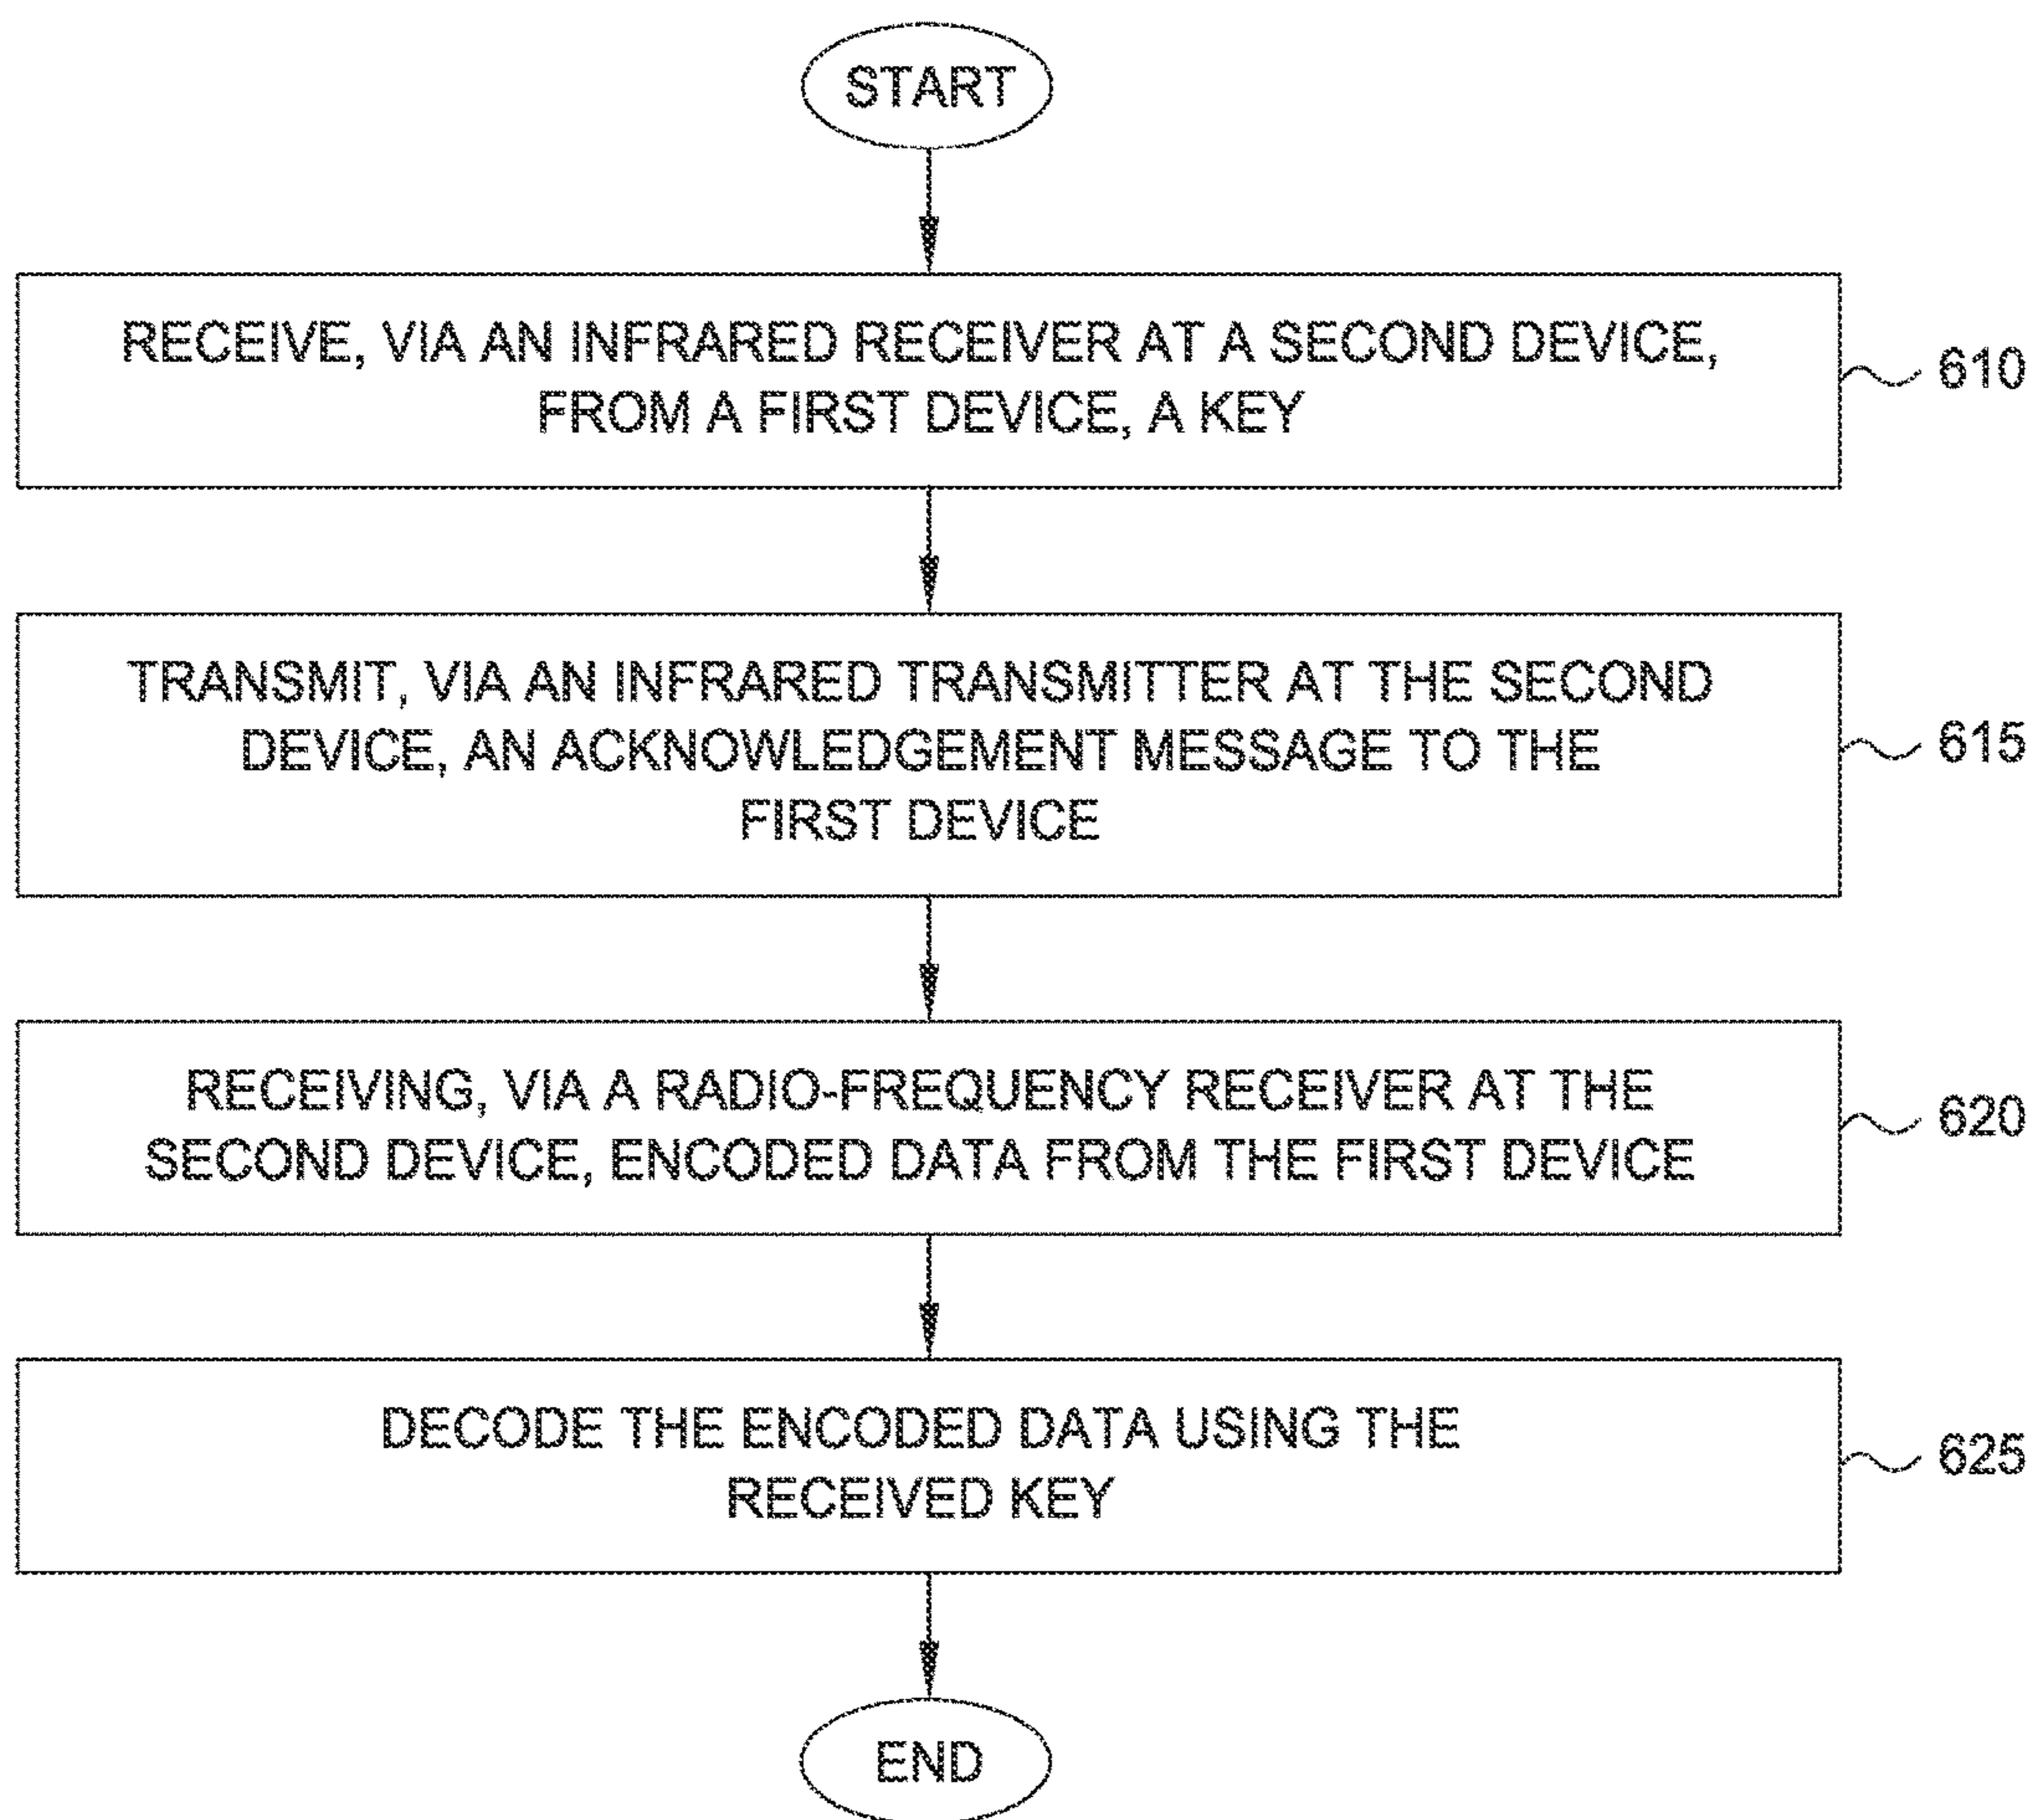 START
RECEIVE, VIA AN INFRARED RECEIVER AT A SECOND DEVICE,
FROM A FIRST DEVICE, A KEY
610
TRANSMIT, VIA AN INFRARED TRANSMITTER AT THE SECOND
DEVICE, AN ACKNOWLEDGEMENT MESSAGE TO THE
FIRST DEVICE
615
RECEIVING, VIA A RADIO-FREQUENCY RECEIVER AT THE
SECOND DEVICE, ENCODED DATA FROM THE FIRST DEVICE
620
DECODE THE ENCODED DATA USING THE
RECEIVED KEY
625
END